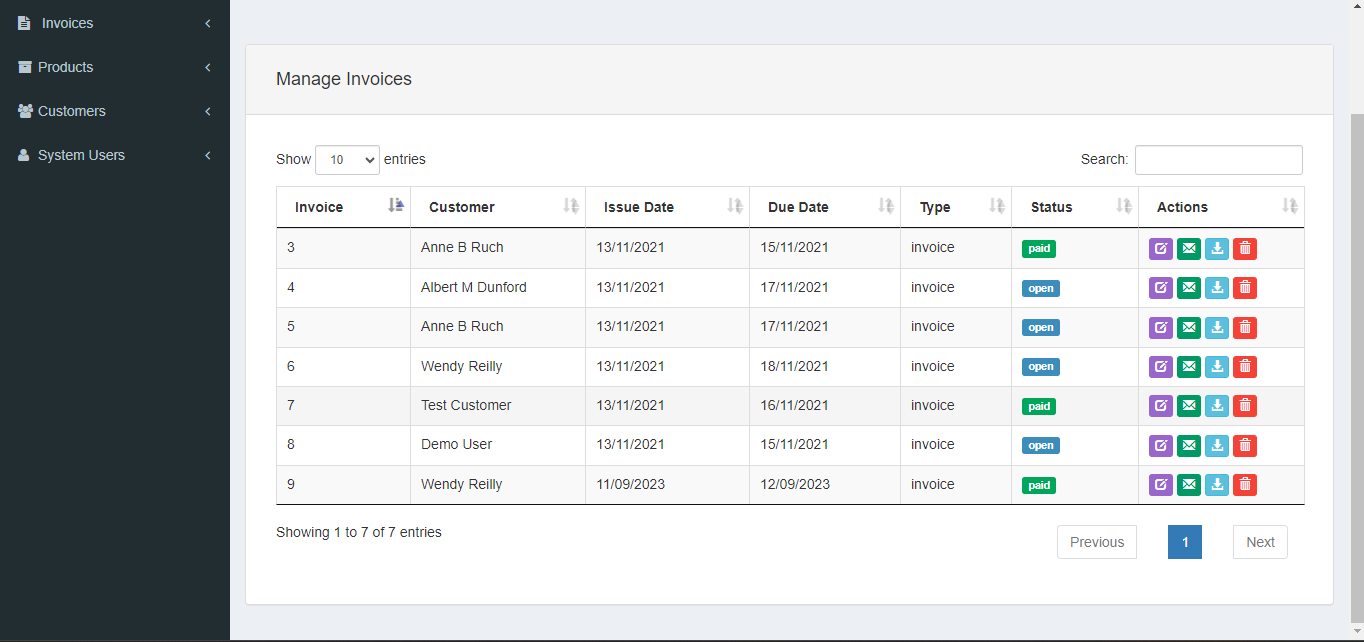 Invoices
Products
Customers
System Users
Manage Invoices
Show 10 entries Search:
Invoice Customer Issue Date Due Date Type Status Actions
3 Anne B Ruch 13/11/2021 15/11/2021 invoice paid
4 Albert M Dunford 13/11/2021 17/11/2021 invoice open
5 Anne B Ruch 13/11/2021 17/11/2021 invoice open
6 Wendy Reilly 13/11/2021 18/11/2021 invoice open
7 Test Customer 13/11/2021 16/11/2021 invoice paid
8 Demo User 13/11/2021 15/11/2021 invoice open
9 Wendy Reilly 11/09/2023 12/09/2023 invoice paid
Showing 1 to 7 of 7 entries
Previous 1 Next